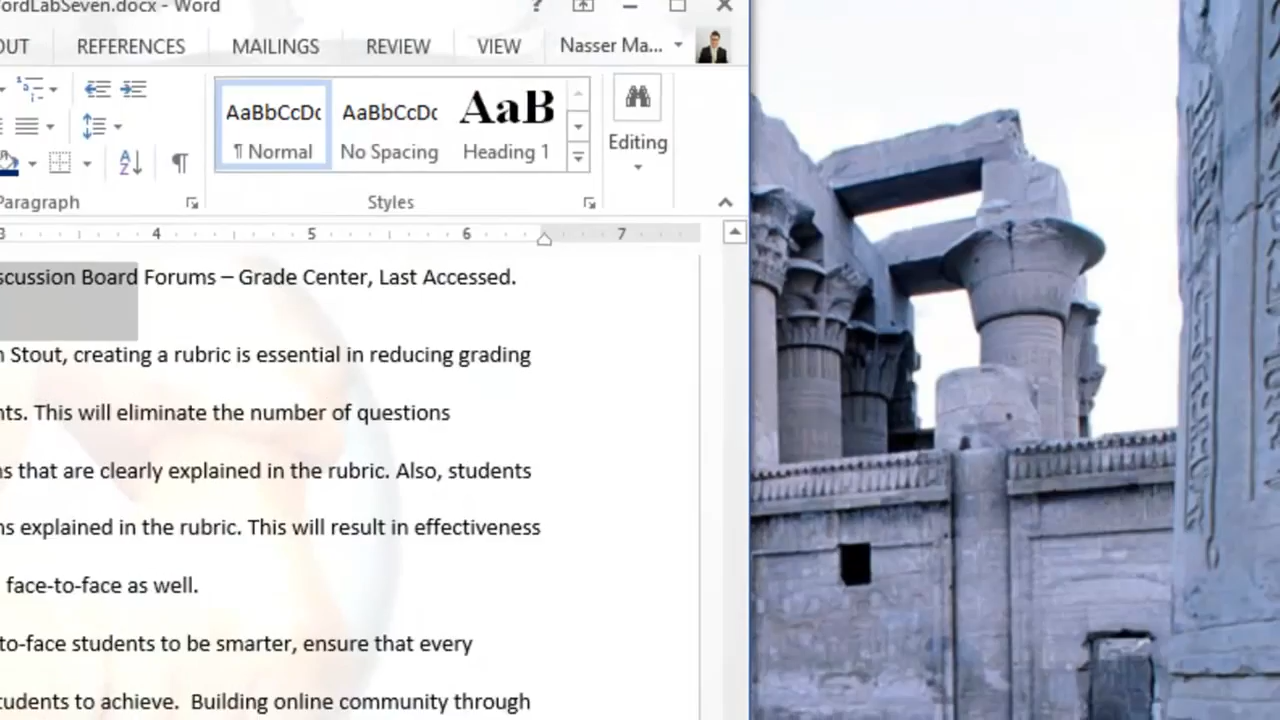 ordLabSeven.docx - Word ?
OUT REFERENCES MAILINGS REVIEW VIEW Nasser Ma...
AaBbCcDc AaBbCcDc AaB
¶ Normal No Spacing Heading 1 Editing
aragraph Styles
3 4 5 6 7
scussion Board Forums – Grade Center, Last Accessed.
n Stout, creating a rubric is essential in reducing grading
nts. This will eliminate the number of questions
ns that are clearly explained in the rubric. Also, students
ns explained in the rubric. This will result in effectiveness
face-to-face as well.
to-face students to be smarter, ensure that every
tudents to achieve. Building online community through